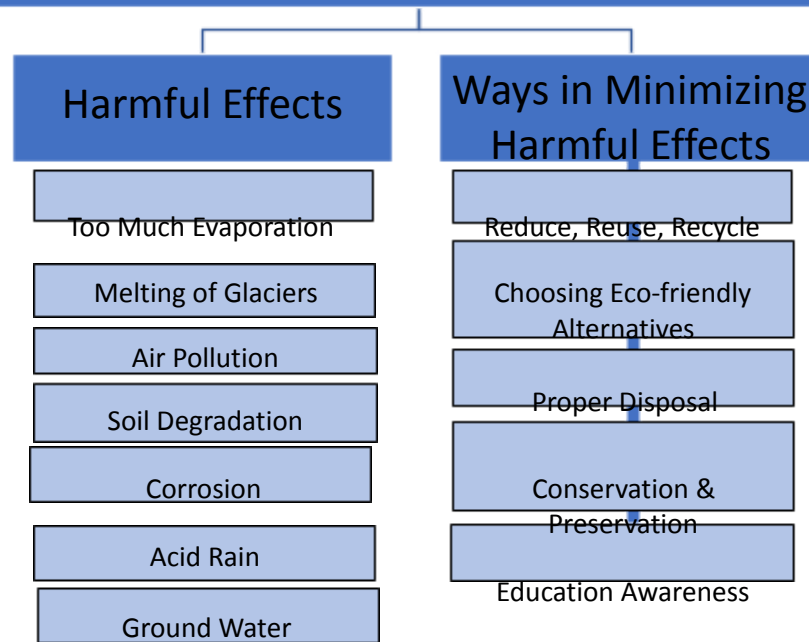 Harmful Effects
Too Much Evaporation
Melting of Glaciers
Air Pollution
Soil Degradation
Corrosion
Acid Rain
Ground Water
Ways in Minimizing
Harmful Effects
Reduce, Reuse, Recycle
Choosing Eco-friendly
Alternatives
Proper Disposal
Conservation &
Preservation
Education Awareness